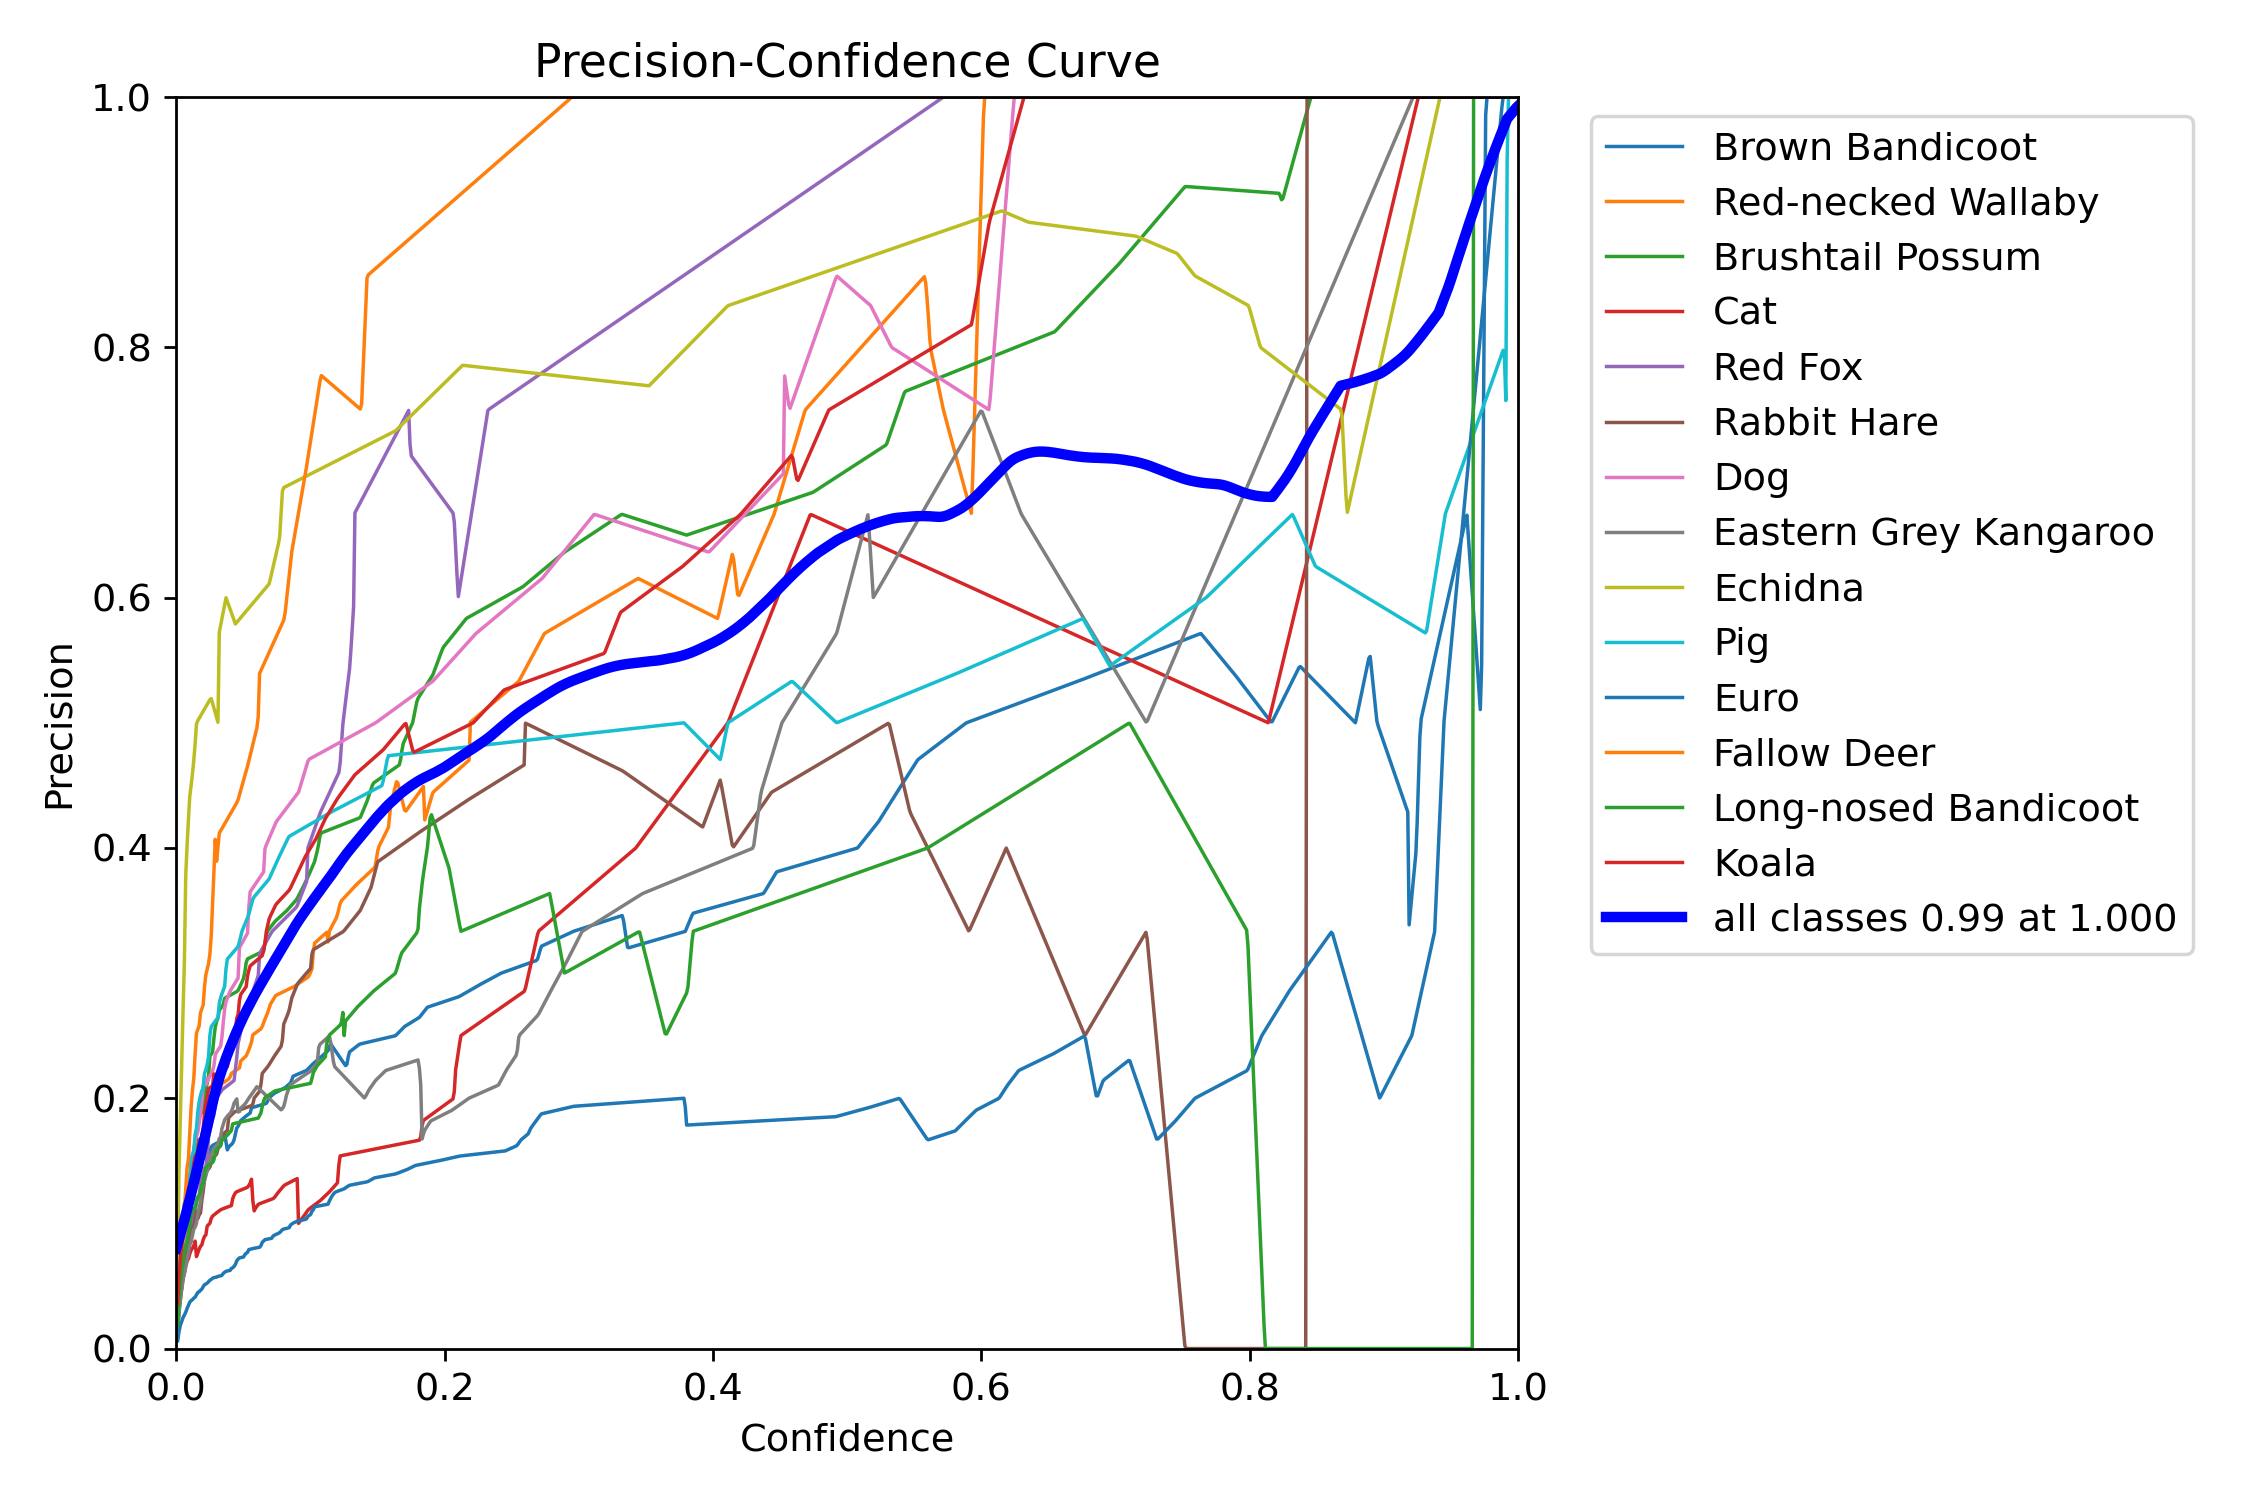 Precision-Confidence Curve
1.0
0.8
0.6
0.4
0.2
0.0
Precision
0.0 0.2 0.4 0.6 0.8 1.0
Confidence
Brown Bandicoot
Red-necked Wallaby
Brushtail Possum
Cat
Red Fox
Rabbit Hare
Dog
Eastern Grey Kangaroo
Echidna
Pig
Euro
Fallow Deer
Long-nosed Bandicoot
Koala
all classes 0.99 at 1.000